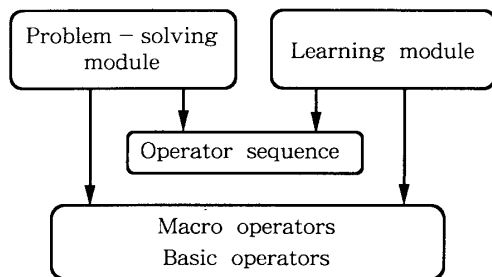 Problem – solving
module
Learning module
Operator sequence
Macro operators
Basic operators